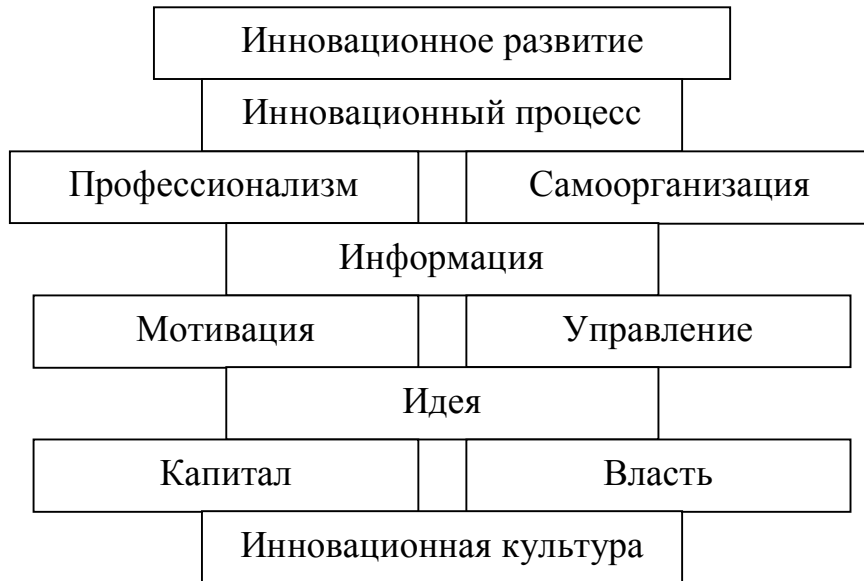 Инновационное развитие
Инновационный процесс
Профессионализм Самоорганизация
Информация
Мотивация Управление
Идея
Капитал Власть
Инновационная культура